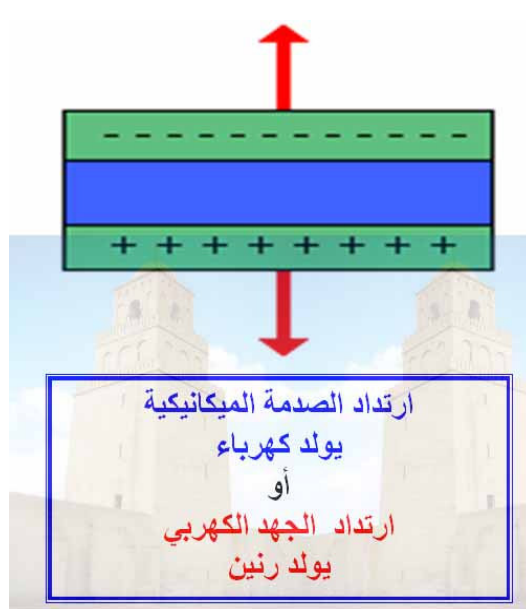 - - - - - - - - - - - -
+ + + + + + + +
ارتداد الصدمة الميكانيكية
يولد كهرباء
أو
ارتداد الجهد الكهربي
يولد رنين